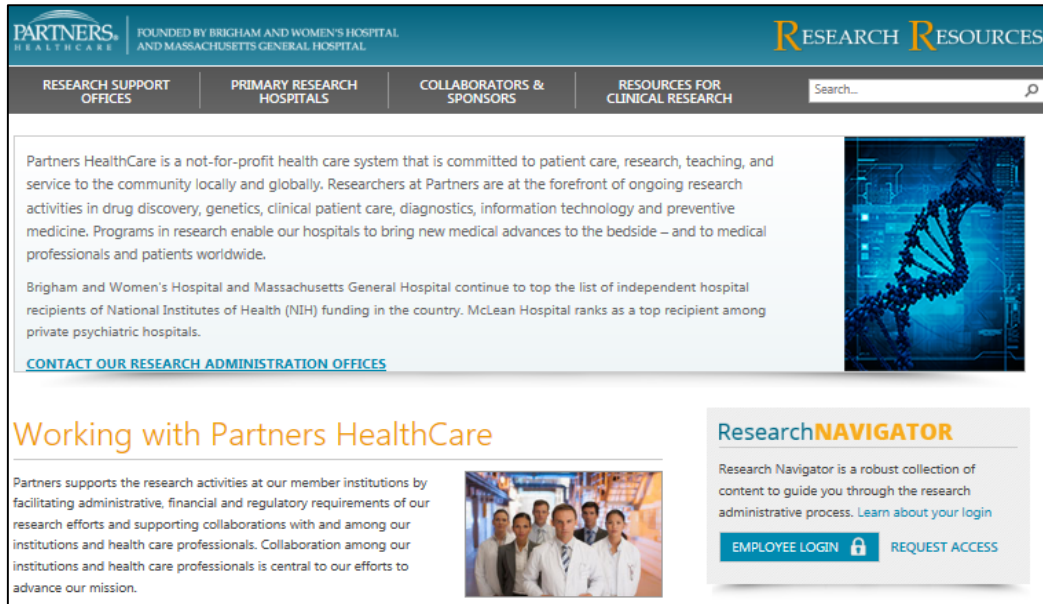 PARTNERS®
HEALTHCARE
FOUNDED BY BRIGHAM AND WOMEN'S HOSPITAL
AND MASSACHUSETTS GENERAL HOSPITAL
RESEARCH RESOURCES
RESEARCH SUPPORT
OFFICES
PRIMARY RESEARCH
HOSPITALS
COLLABORATORS &
SPONSORS
RESOURCES FOR
CLINICAL RESEARCH
Search...
Partners HealthCare is a not-for-profit health care system that is committed to patient care, research, teaching, and
service to the community locally and globally. Researchers at Partners are at the forefront of ongoing research
activities in drug discovery, genetics, clinical patient care, diagnostics, information technology and preventive
medicine. Programs in research enable our hospitals to bring new medical advances to the bedside – and to medical
professionals and patients worldwide.
Brigham and Women's Hospital and Massachusetts General Hospital continue to top the list of independent hospital
recipients of National Institutes of Health (NIH) funding in the country. McLean Hospital ranks as a top recipient among
private psychiatric hospitals.
CONTACT OUR RESEARCH ADMINISTRATION OFFICES
Working with Partners HealthCare
Partners supports the research activities at our member institutions by
facilitating administrative, financial and regulatory requirements of our
research efforts and supporting collaborations with and among our
institutions and health care professionals. Collaboration among our
institutions and health care professionals is central to our efforts to
advance our mission.
ResearchNAVIGATOR
Research Navigator is a robust collection of
content to guide you through the research
administrative process. Learn about your login
EMPLOYEE LOGIN
REQUEST ACCESS